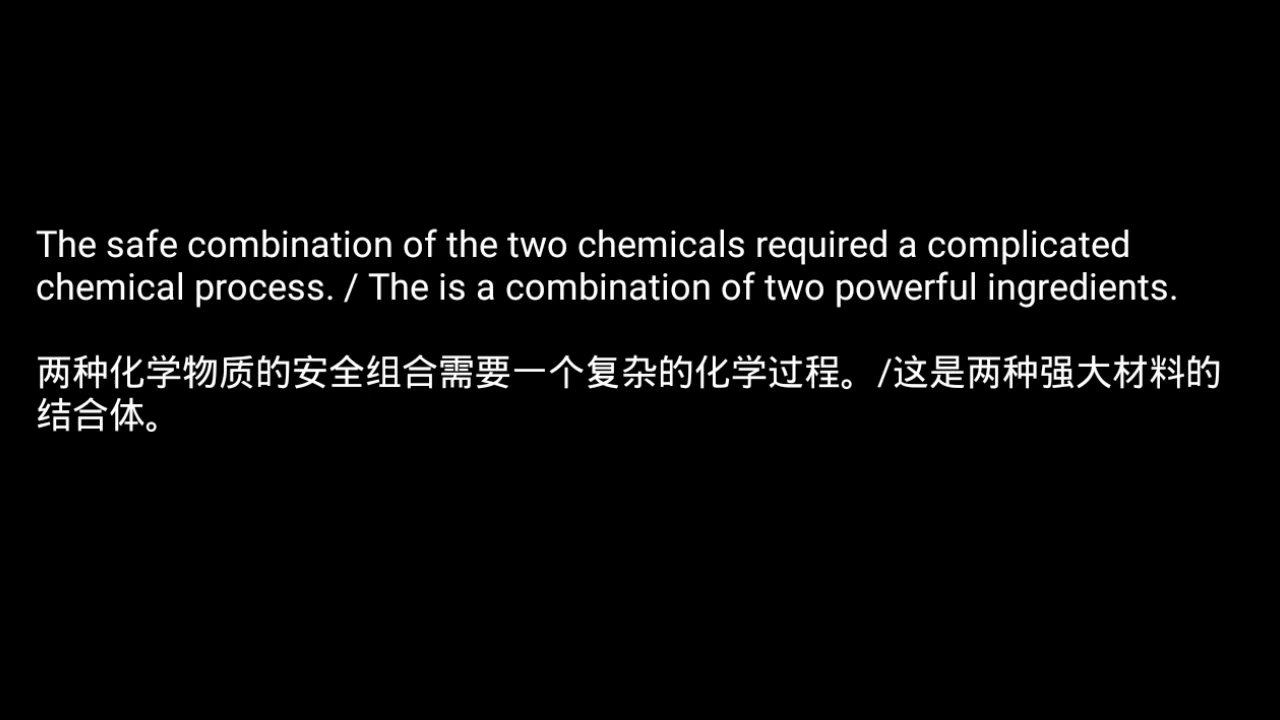 The safe combination of the two chemicals required a complicated
chemical process. / The is a combination of two powerful ingredients.
两种化学物质的安全组合需要一个复杂的化学过程。/这是两种强大材料的
结合体。